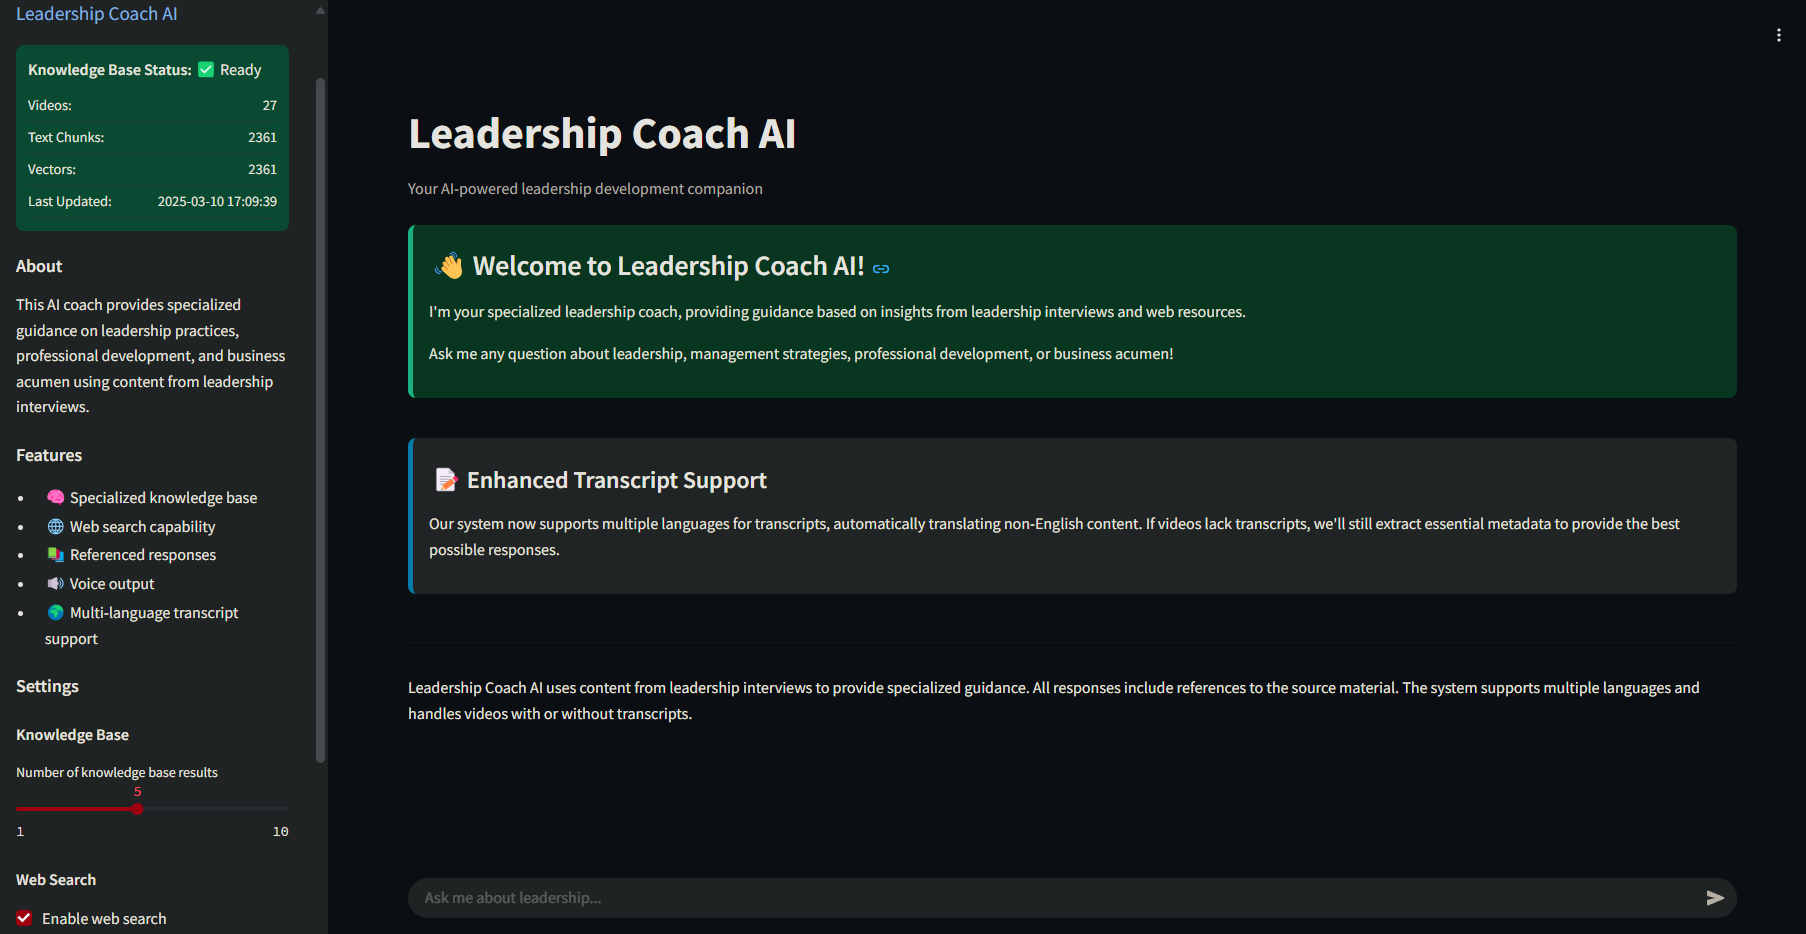 Leadership Coach AI
Knowledge Base Status: ✅ Ready
Videos: 27
Text Chunks: 2361
Vectors: 2361
Last Updated: 2025-03-10 17:09:39
About
This AI coach provides specialized
guidance on leadership practices,
professional development, and business
acumen using content from leadership
interviews.
Features
🧠 Specialized knowledge base
🌐 Web search capability
📚 Referenced responses
🔊 Voice output
🌍 Multi-language transcript
support
Settings
Knowledge Base
Number of knowledge base results
5
1 10
Web Search
Enable web search
Leadership Coach AI
Your AI-powered leadership development companion
👋 Welcome to Leadership Coach AI!
I'm your specialized leadership coach, providing guidance based on insights from leadership interviews and web resources.
Ask me any question about leadership, management strategies, professional development, or business acumen!
📝 Enhanced Transcript Support
Our system now supports multiple languages for transcripts, automatically translating non-English content. If videos lack transcripts, we'll still extract essential metadata to provide the best
possible responses.
Leadership Coach AI uses content from leadership interviews to provide specialized guidance. All responses include references to the source material. The system supports multiple languages and
handles videos with or without transcripts.
Ask me about leadership...